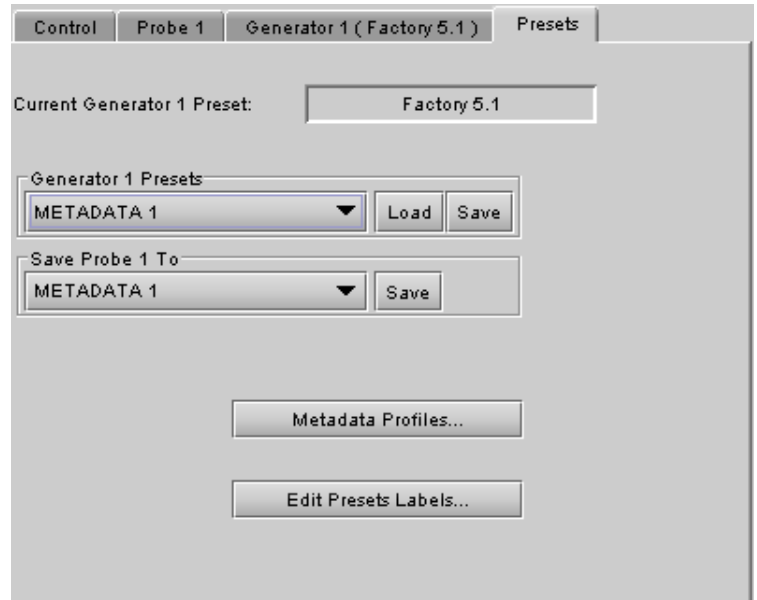 Control Probe 1 Generator 1 ( Factory 5.1 ) Presets
Current Generator 1 Preset: Factory 5.1
Generator 1 Presets
METADATA 1 Load Save
Save Probe 1 To
METADATA 1 Save
Metadata Profiles...
Edit Presets Labels...